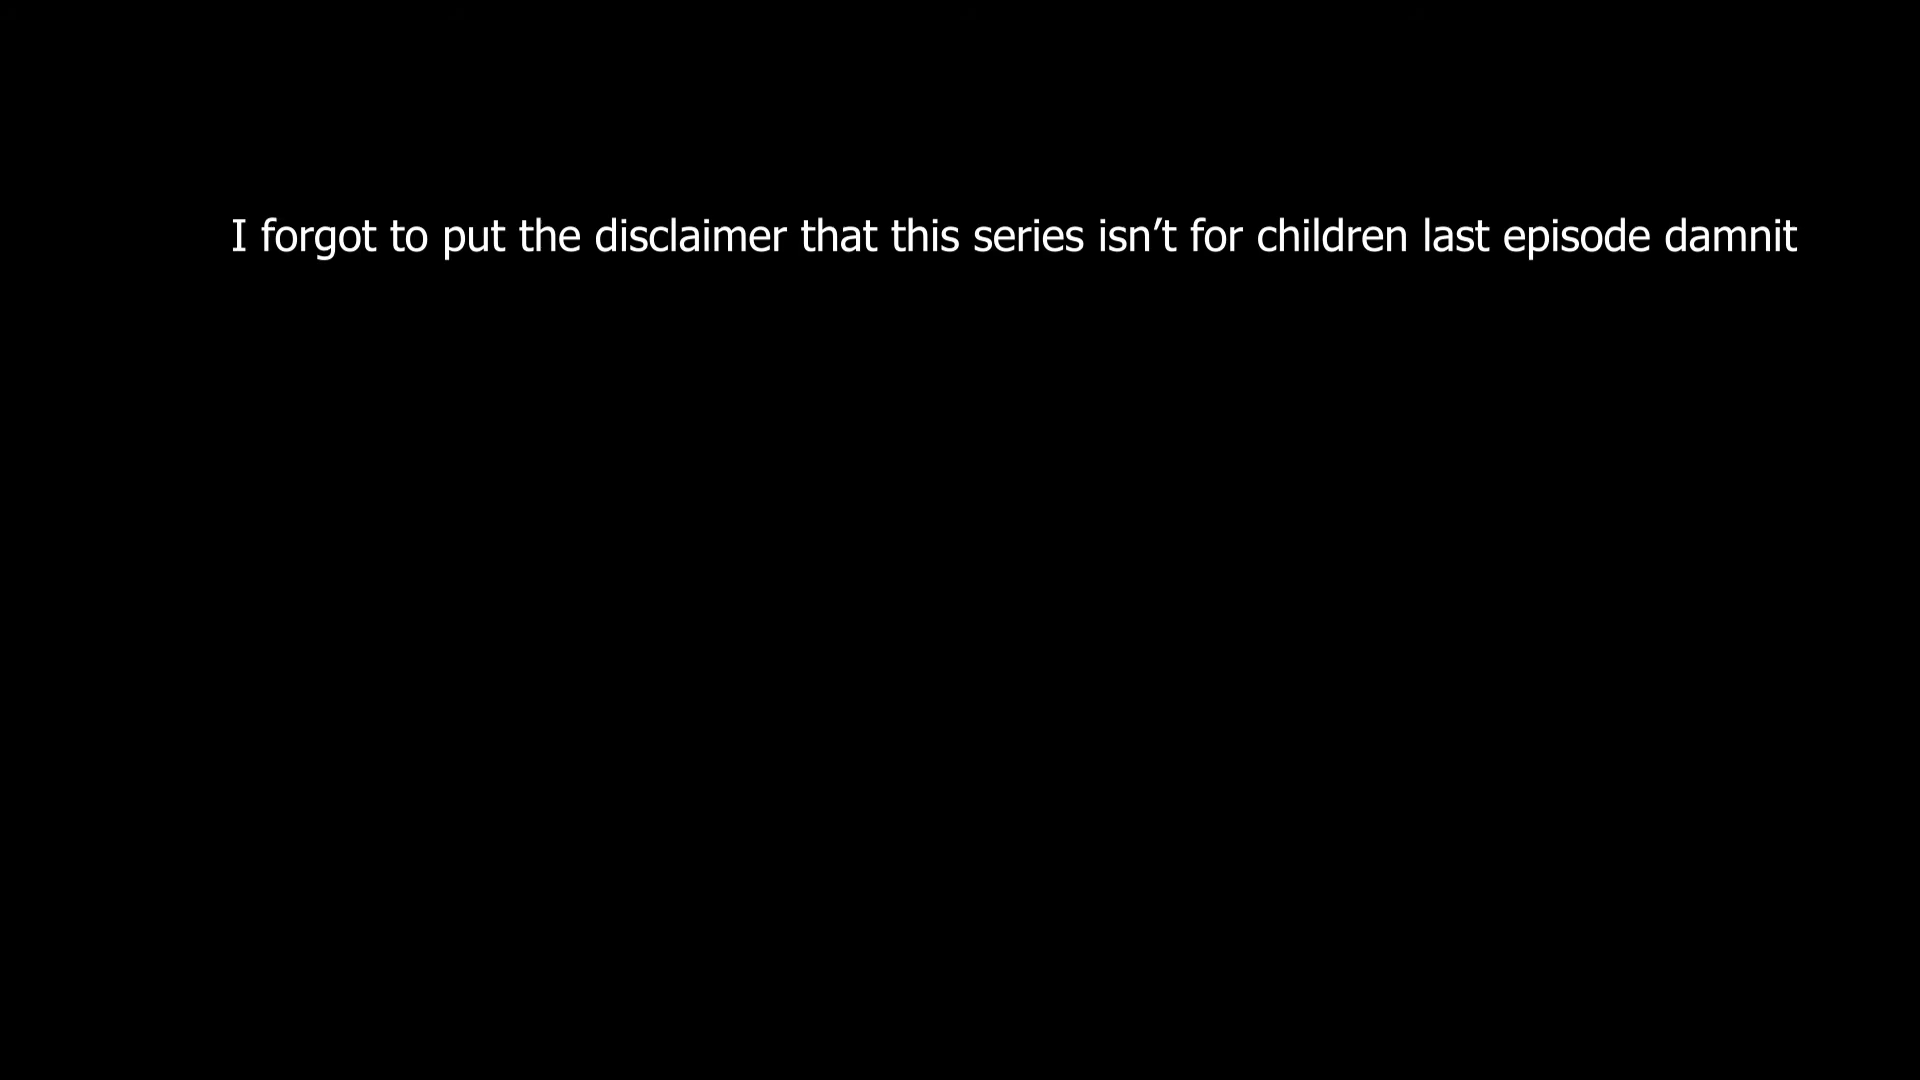 I forgot to put the disclaimer that this series isn’t for children last episode damnit